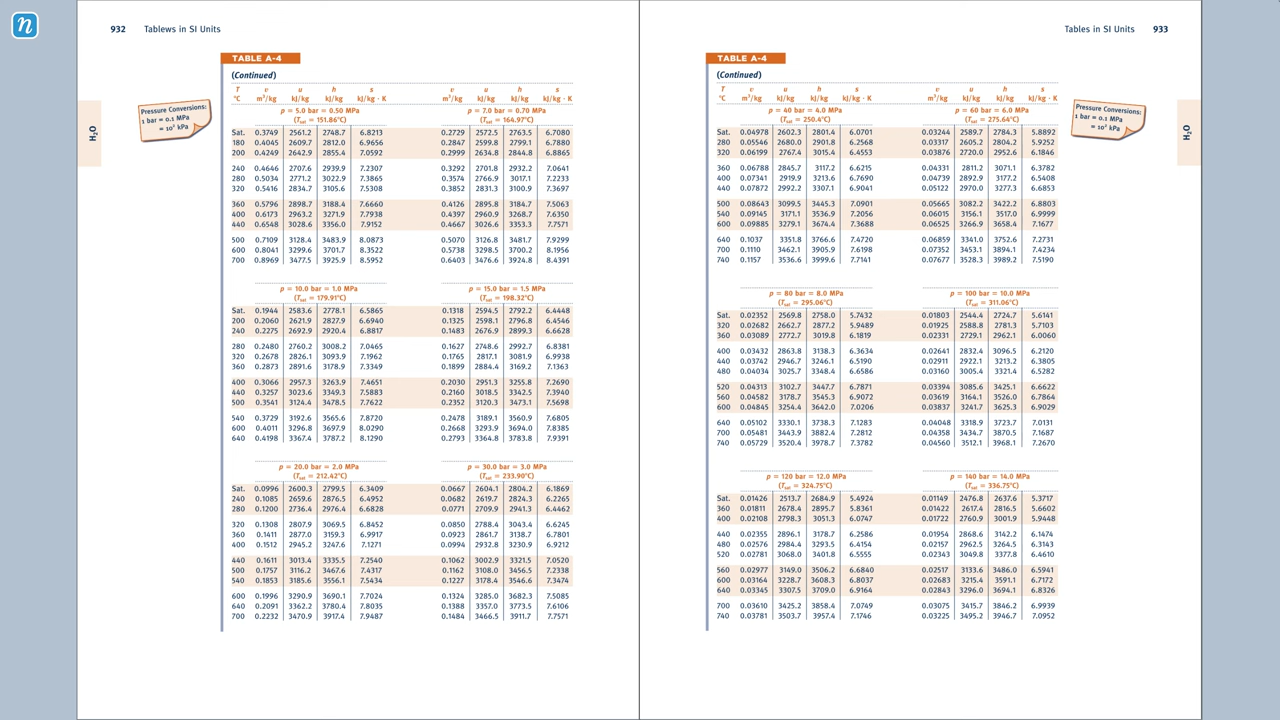 n
932 Tablews in SI Units
H₂O
Pressure Conversions:
1 bar = 0.1 MPa
= 10² kPa
TABLE A-4
(Continued)
T v u h s v u h s
°C m³/kg kJ/kg kJ/kg kJ/kg · K m³/kg kJ/kg kJ/kg kJ/kg · K
p = 5.0 bar = 0.50 MPa p = 7.0 bar = 0.70 MPa
(Tsat = 151.86°C) (Tsat = 164.97°C)
Sat. 0.3749 2561.2 2748.7 6.8213 0.2729 2572.5 2763.5 6.7080
180 0.4045 2609.7 2812.0 6.9656 0.2847 2599.8 2799.1 6.7880
200 0.4249 2642.9 2855.4 7.0592 0.2999 2634.8 2844.8 6.8865
240 0.4646 2707.6 2939.9 7.2307 0.3292 2701.8 2932.2 7.0641
280 0.5034 2771.2 3022.9 7.3865 0.3574 2766.9 3017.1 7.2233
320 0.5416 2834.7 3105.6 7.5308 0.3852 2831.3 3100.9 7.3697
360 0.5796 2898.7 3188.4 7.6660 0.4126 2895.8 3184.7 7.5063
400 0.6173 2963.2 3271.9 7.7938 0.4397 2960.9 3268.7 7.6350
440 0.6548 3028.6 3356.0 7.9152 0.4667 3026.6 3353.3 7.7571
500 0.7109 3128.4 3483.9 8.0873 0.5070 3126.8 3481.7 7.9299
600 0.8041 3299.6 3701.7 8.3522 0.5738 3298.5 3700.2 8.1956
700 0.8969 3477.5 3925.9 8.5952 0.6403 3476.6 3924.8 8.4391
p = 10.0 bar = 1.0 MPa p = 15.0 bar = 1.5 MPa
(Tsat = 179.91°C) (Tsat = 198.32°C)
Sat. 0.1944 2583.6 2778.1 6.5865 0.1318 2594.5 2792.2 6.4448
200 0.2060 2621.9 2827.9 6.6940 0.1325 2598.1 2796.8 6.4546
240 0.2275 2692.9 2920.4 6.8817 0.1483 2676.9 2899.3 6.6628
280 0.2480 2760.2 3008.2 7.0465 0.1627 2748.6 2992.7 6.8381
320 0.2678 2826.1 3093.9 7.1962 0.1765 2817.1 3081.9 6.9938
360 0.2873 2891.6 3178.9 7.3349 0.1899 2884.4 3169.2 7.1363
400 0.3066 2957.3 3263.9 7.4651 0.2030 2951.3 3255.8 7.2690
440 0.3257 3023.6 3349.3 7.5883 0.2160 3018.5 3342.5 7.3940
500 0.3541 3124.4 3478.5 7.7622 0.2352 3120.3 3473.1 7.5698
540 0.3729 3192.6 3565.6 7.8720 0.2478 3189.1 3560.9 7.6805
600 0.4011 3296.8 3697.9 8.0290 0.2668 3293.9 3694.0 7.8385
640 0.4198 3367.4 3787.2 8.1290 0.2793 3364.8 3783.8 7.9391
p = 20.0 bar = 2.0 MPa p = 30.0 bar = 3.0 MPa
(Tsat = 212.42°C) (Tsat = 233.90°C)
Sat. 0.0996 2600.3 2799.5 6.3409 0.0667 2604.1 2804.2 6.1869
240 0.1085 2659.6 2876.5 6.4952 0.0682 2619.7 2824.3 6.2265
280 0.1200 2736.4 2976.4 6.6828 0.0771 2709.9 2941.3 6.4462
320 0.1308 2807.9 3069.5 6.8452 0.0850 2788.4 3043.4 6.6245
360 0.1411 2877.0 3159.3 6.9917 0.0923 2861.7 3138.7 6.7801
400 0.1512 2945.2 3247.6 7.1271 0.0994 2932.8 3230.9 6.9212
440 0.1611 3013.4 3335.5 7.2540 0.1062 3002.9 3321.5 7.0520
500 0.1757 3116.2 3467.6 7.4317 0.1162 3108.0 3456.5 7.2338
540 0.1853 3185.6 3556.1 7.5434 0.1227 3178.4 3546.6 7.3474
600 0.1996 3290.9 3690.1 7.7024 0.1324 3285.0 3682.3 7.5085
640 0.2091 3362.2 3780.4 7.8035 0.1388 3357.0 3773.5 7.6106
700 0.2232 3470.9 3917.4 7.9487 0.1484 3466.5 3911.7 7.7571
Tables in SI Units 933
TABLE A-4
(Continued)
T v u h s v u h s
°C m³/kg kJ/kg kJ/kg kJ/kg · K m³/kg kJ/kg kJ/kg kJ/kg · K
p = 40 bar = 4.0 MPa p = 60 bar = 6.0 MPa
(Tsat = 250.4°C) (Tsat = 275.64°C)
Sat. 0.04978 2602.3 2801.4 6.0701 0.03244 2589.7 2784.3 5.8892
280 0.05546 2680.0 2901.8 6.2568 0.03317 2605.2 2804.2 5.9252
320 0.06199 2767.4 3015.4 6.4553 0.03876 2720.0 2952.6 6.1846
360 0.06788 2845.7 3117.2 6.6215 0.04331 2811.2 3071.1 6.3782
400 0.07341 2919.9 3213.6 6.7690 0.04739 2892.9 3177.2 6.5408
440 0.07872 2992.2 3307.1 6.9041 0.05122 2970.0 3277.3 6.6853
500 0.08643 3099.5 3445.3 7.0901 0.05665 3082.2 3422.2 6.8803
540 0.09145 3171.1 3536.9 7.2056 0.06015 3156.1 3517.0 6.9999
600 0.09885 3279.1 3674.4 7.3688 0.06525 3266.9 3658.4 7.1677
640 0.1037 3351.8 3766.6 7.4720 0.06859 3341.0 3752.6 7.2731
700 0.1110 3462.1 3905.9 7.6198 0.07352 3453.1 3894.1 7.4234
740 0.1157 3536.6 3999.6 7.7141 0.07677 3528.3 3989.2 7.5190
p = 80 bar = 8.0 MPa p = 100 bar = 10.0 MPa
(Tsat = 295.06°C) (Tsat = 311.06°C)
Sat. 0.02352 2569.8 2758.0 5.7432 0.01803 2544.4 2724.7 5.6141
320 0.02682 2662.7 2877.2 5.9489 0.01925 2588.8 2781.3 5.7103
360 0.03089 2772.7 3019.8 6.1819 0.02331 2729.1 2962.1 6.0060
400 0.03432 2863.8 3138.3 6.3634 0.02641 2832.4 3096.5 6.2120
440 0.03742 2946.7 3246.1 6.5190 0.02911 2922.1 3213.2 6.3805
480 0.04034 3025.7 3348.4 6.6586 0.03160 3005.4 3321.4 6.5282
520 0.04313 3102.7 3447.7 6.7871 0.03394 3085.6 3425.1 6.6622
560 0.04582 3178.7 3545.3 6.9072 0.03619 3164.1 3526.0 6.7864
600 0.04845 3254.4 3642.0 7.0206 0.03837 3241.7 3625.3 6.9029
640 0.05102 3330.1 3738.3 7.1283 0.04048 3318.9 3723.7 7.0131
700 0.05481 3443.9 3882.4 7.2812 0.04358 3434.7 3870.5 7.1687
740 0.05729 3520.4 3978.7 7.3782 0.04560 3512.1 3968.1 7.2670
p = 120 bar = 12.0 MPa p = 140 bar = 14.0 MPa
(Tsat = 324.75°C) (Tsat = 336.75°C)
Sat. 0.01426 2513.7 2684.9 5.4924 0.01149 2476.8 2637.6 5.3717
360 0.01811 2678.4 2895.7 5.8361 0.01422 2617.4 2816.5 5.6602
400 0.02108 2798.3 3051.3 6.0747 0.01722 2760.9 3001.9 5.9448
440 0.02355 2896.1 3178.7 6.2586 0.01954 2868.6 3142.2 6.1474
480 0.02576 2984.4 3293.5 6.4154 0.02157 2962.5 3264.5 6.3143
520 0.02781 3068.0 3401.8 6.5555 0.02343 3049.8 3377.8 6.4610
560 0.02977 3149.0 3506.2 6.6840 0.02517 3133.6 3486.0 6.5941
600 0.03164 3228.7 3608.3 6.8037 0.02683 3215.4 3591.1 6.7172
640 0.03345 3307.5 3709.0 6.9164 0.02843 3296.0 3694.1 6.8326
700 0.03610 3425.2 3858.4 7.0749 0.03075 3415.7 3846.2 6.9939
740 0.03781 3503.7 3957.4 7.1746 0.03225 3495.2 3946.7 7.0952
Pressure Conversions:
1 bar = 0.1 MPa
= 10² kPa
H₂O